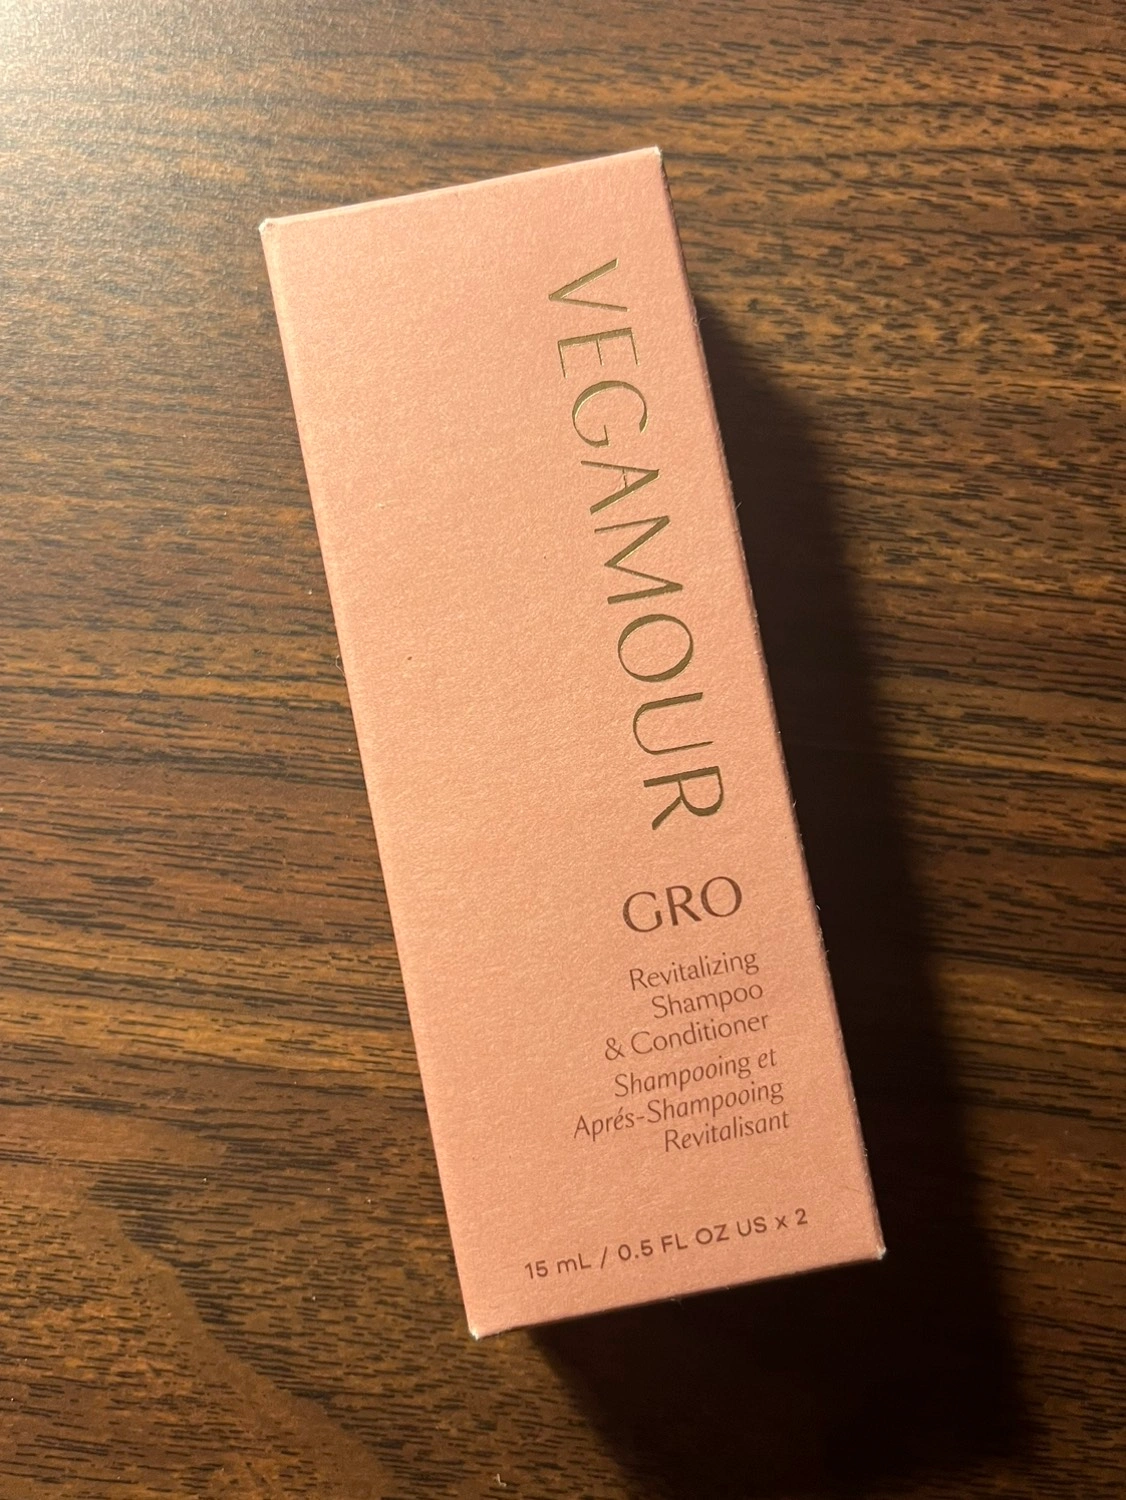 VEGAMOUR
GRO
Revitalizing
Shampoo
& Conditioner
Shampooing et
Aprés-Shampooing
Revitalisant
15 mL / 0.5 FL OZ US x 2